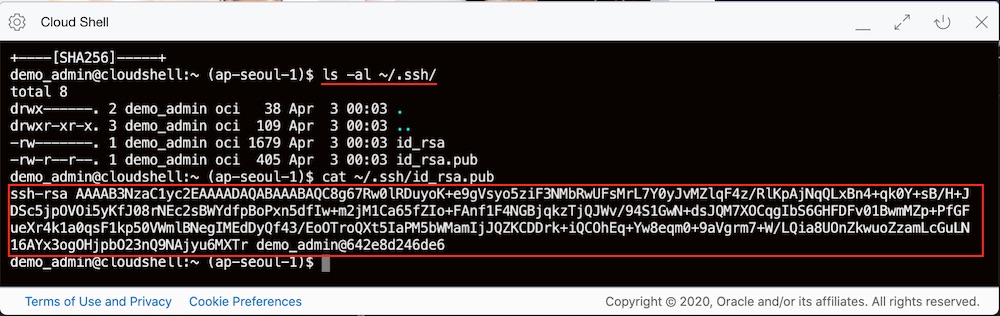 Cloud Shell
+----[SHA256]-----+
demo_admin@cloudshell:~ (ap-seoul-1)$ ls -al ~/.ssh/
total 8
drwx------. 2 demo_admin oci   38 Apr  3 00:03 .
drwxr-xr-x. 3 demo_admin oci  109 Apr  3 00:03 ..
-rw-------. 1 demo_admin oci 1679 Apr  3 00:03 id_rsa
-rw-r--r--. 1 demo_admin oci  405 Apr  3 00:03 id_rsa.pub
demo_admin@cloudshell:~ (ap-seoul-1)$ cat ~/.ssh/id_rsa.pub
ssh-rsa AAAAB3NzaC1yc2EAAAADAQABAAABAQC8g67Rw0lRDuyoK+e9gVsyo5ziF3NMbRwUFsMrL7Y0yJvMZlqF4z/RlKpAjNqQLxBn4+qk0Y+sB/H+J
DSc5jpOVOi5yKfJ08rNEc2sBWYdfpBoPxn5dfIw+m2jM1Ca65fZIo+FAnf1F4NGBjqkzTjQJWv/94S1GwN+dsJQM7XOCqgIbS6GHFDFv01BwmMZp+PfGF
ueXr4k1a0qsF1kp50VWmlBNegIMEdDyQf43/EoOTroQXt5IaPM5bWMamIjJQZKCDDrk+iQCOhEq+Yw8eqm0+9aVgrm7+W/LQia8UOnZkwuoZzamLcGuLN
16AYx3ogOHjpbO23nQ9NAjyu6MXTr demo_admin@642e8d246de6
demo_admin@cloudshell:~ (ap-seoul-1)$
Terms of Use and Privacy    Cookie Preferences    Copyright © 2020, Oracle and/or its affiliates. All rights reserved.